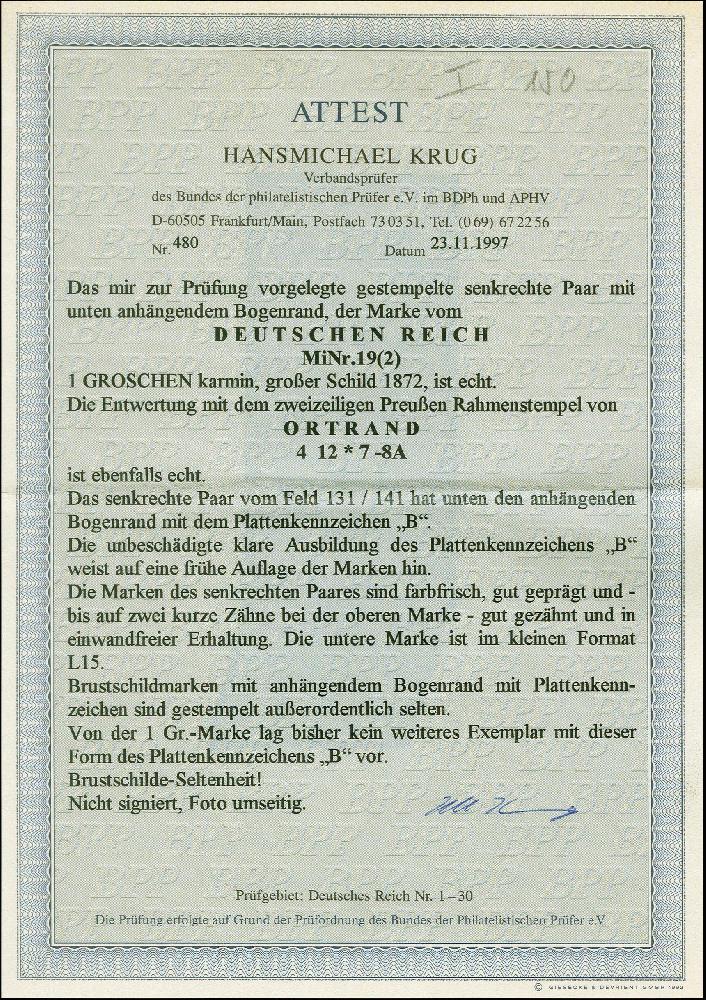 I 150
ATTEST
HANSMICHAEL KRUG
Verbandsprüfer
des Bundes der philatelistischen Prüfer e.V. im BDPh und APHV
D-60505 Frankfurt/Main, Postfach 73 03 51, Tel. (0 69) 67 22 56
Nr. 480 Datum 23.11.1997
Das mir zur Prüfung vorgelegte gestempelte senkrechte Paar mit
unten anhängendem Bogenrand, der Marke vom
DEUTSCHEN REICH
MiNr.19(2)
1 GROSCHEN karmin, großer Schild 1872, ist echt.
Die Entwertung mit dem zweizeiligen Preußen Rahmenstempel von
ORTRAND
4 12 * 7 -8A
ist ebenfalls echt.
Das senkrechte Paar vom Feld 131 / 141 hat unten den anhängenden
Bogenrand mit dem Plattenkennzeichen „B“.
Die unbeschädigte klare Ausbildung des Plattenkennzeichens „B“
weist auf eine frühe Auflage der Marken hin.
Die Marken des senkrechten Paares sind farbfrisch, gut geprägt und -
bis auf zwei kurze Zähne bei der oberen Marke - gut gezähnt und in
einwandfreier Erhaltung. Die untere Marke ist im kleinen Format
L15.
Brustschildmarken mit anhängendem Bogenrand mit Plattenkenn-
zeichen sind gestempelt außerordentlich selten.
Von der 1 Gr.-Marke lag bisher kein weiteres Exemplar mit dieser
Form des Plattenkennzeichens „B“ vor.
Brustschilde-Seltenheit!
Nicht signiert, Foto umseitig.
Prüfgebiet: Deutsches Reich Nr. 1–30
Die Prüfung erfolgte auf Grund der Prüfordnung des Bundes der Philatelistischen Prüfer e.V.
© GIESECKE & DEVRIENT GMBH